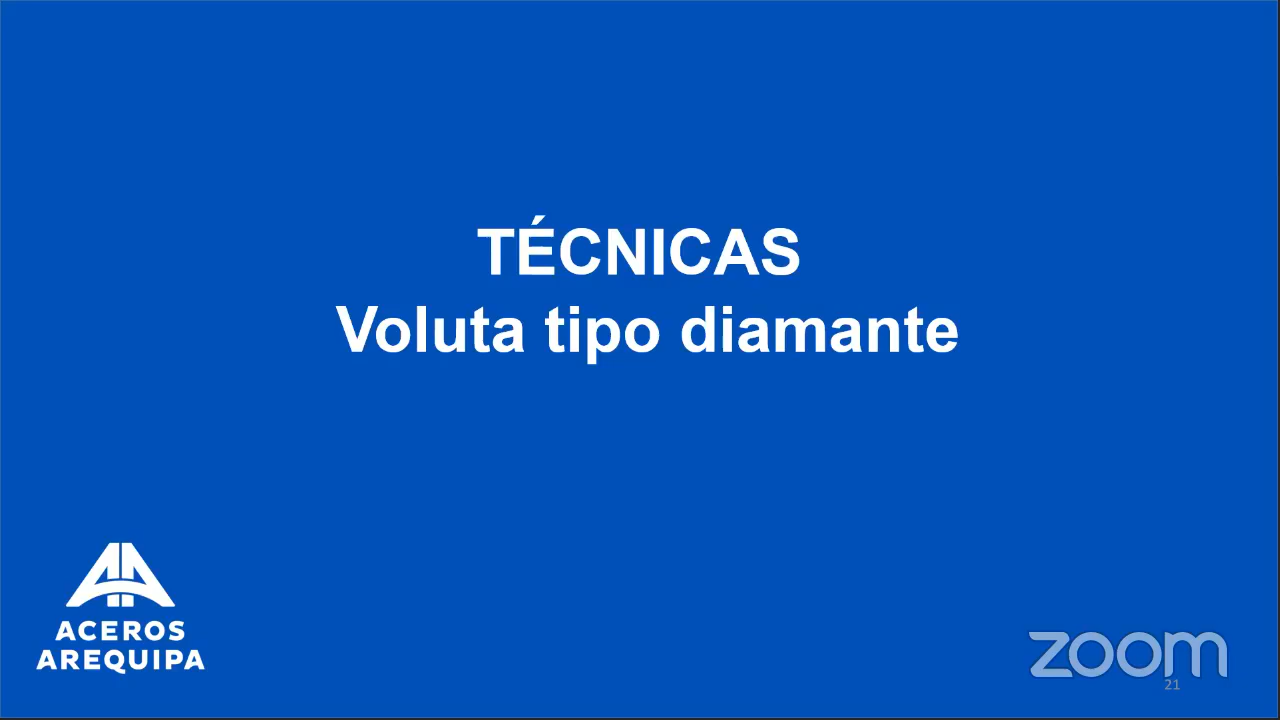 TÉCNICAS
Voluta tipo diamante
ACEROS
AREQUIPA
zoom
21